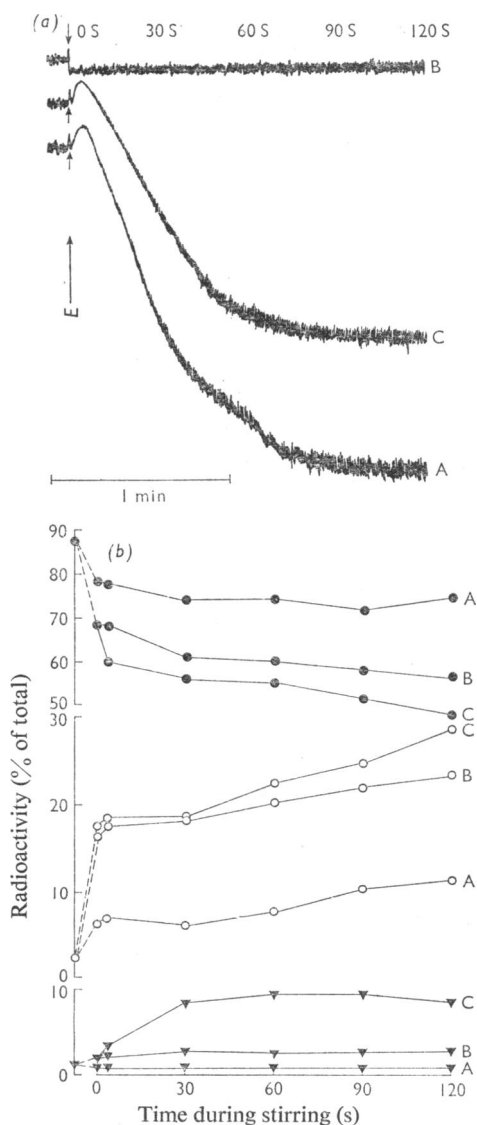 (a)
0 S 30 S 60 S 90 S 120 S
B
E
C
A
1 min
(b)
90
80
70
60
50
A
B
C
30
20
10
0
C
B
A
10
0
C
B
A
Radioactivity (% of total)
0 30 60 90 120
Time during stirring (s)